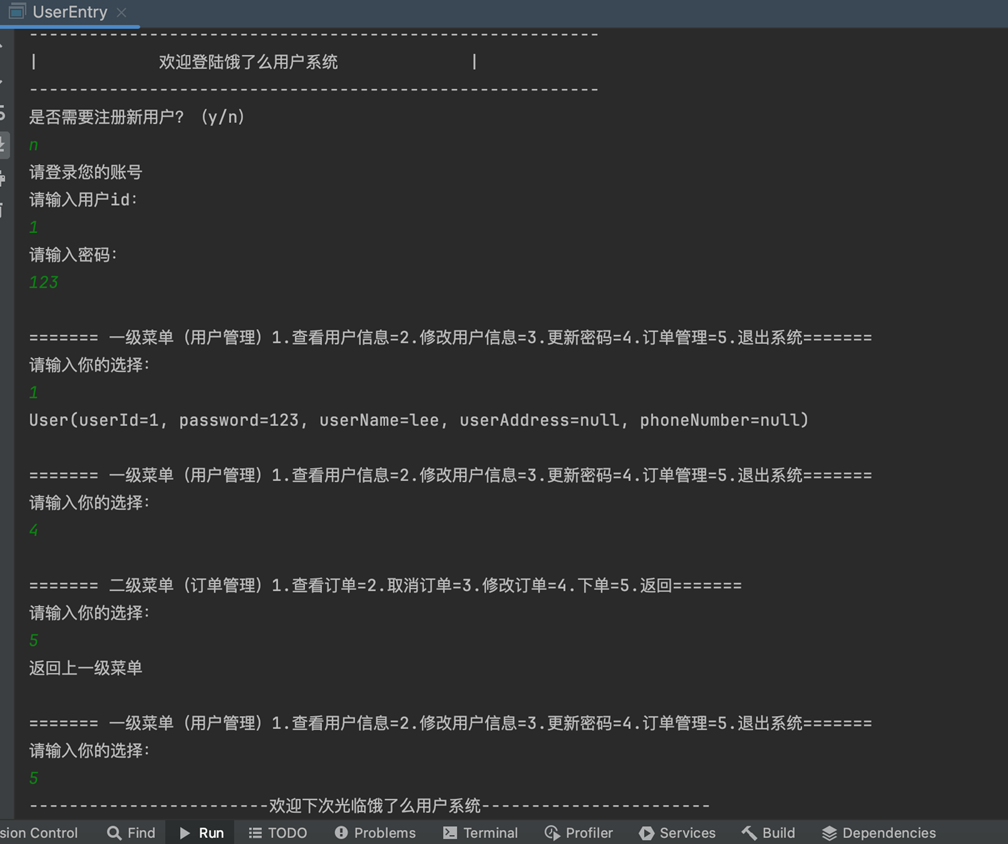 UserEntry
---------------------------------------------------------
|            欢迎登陆饿了么用户系统            |
---------------------------------------------------------
是否需要注册新用户？（y/n）
n
请登录您的账号
请输入用户id：
1
请输入密码：
123
======= 一级菜单（用户管理）1.查看用户信息=2.修改用户信息=3.更新密码=4.订单管理=5.退出系统=======
请输入你的选择：
1
User(userId=1, password=123, userName=lee, userAddress=null, phoneNumber=null)
======= 一级菜单（用户管理）1.查看用户信息=2.修改用户信息=3.更新密码=4.订单管理=5.退出系统=======
请输入你的选择：
4
======= 二级菜单（订单管理）1.查看订单=2.取消订单=3.修改订单=4.下单=5.返回=======
请输入你的选择：
5
返回上一级菜单
======= 一级菜单（用户管理）1.查看用户信息=2.修改用户信息=3.更新密码=4.订单管理=5.退出系统=======
请输入你的选择：
5
------------------------欢迎下次光临饿了么用户系统-----------------------
sion Control Find Run TODO Problems Terminal Profiler Services Build Dependencies